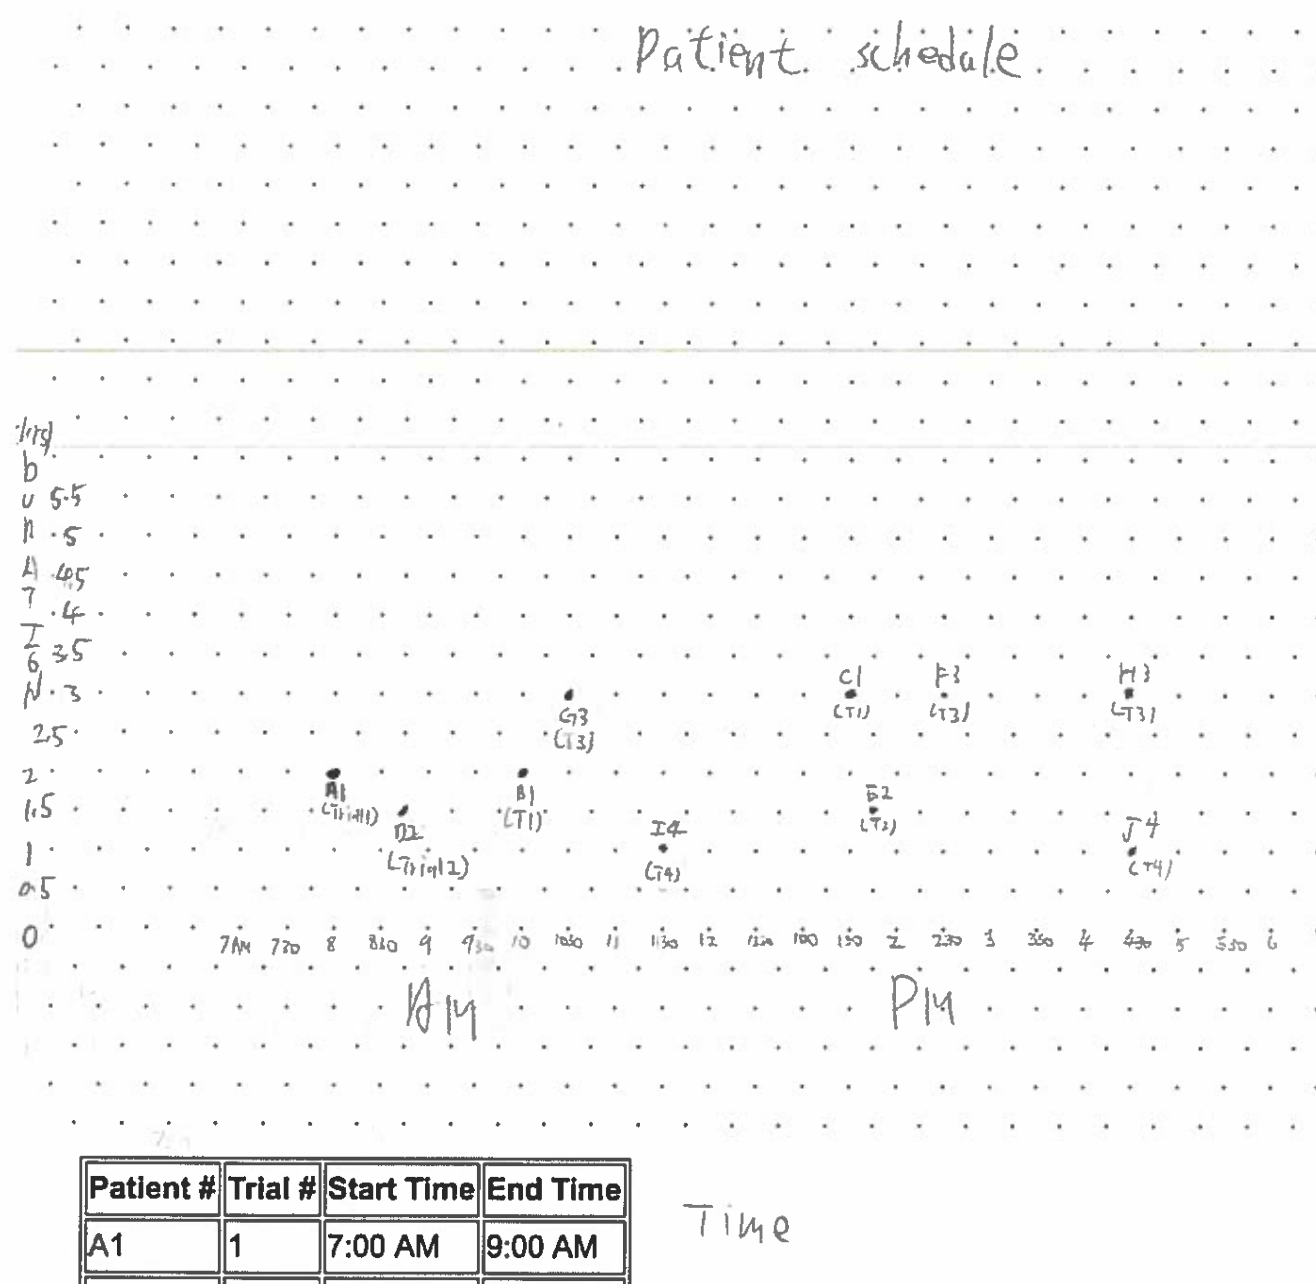 Patient schedule
hrs)
5.5
5
4.5
4
3.5
3
2.5
2
1.5
1
0.5
0
C1 F3 H3
(T1) (T3) (T3)
G3
(T3)
A1 B1 E2
(Trial1) (T1) (T2)
D2 I4 J4
(Trial2) (T4) (T4)
7AM 730 8 830 9 930 10 1030 11 1130 12 1230 100 130 2 230 3 350 4 430 5 530 6
AM PM
Patient # Trial # Start Time End Time
A1 1 7:00 AM 9:00 AM
Time